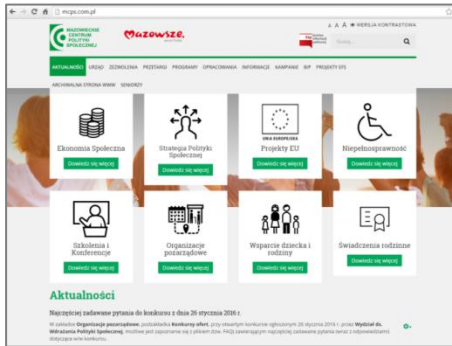 mcps.com.pl
MAZOWIECKIE
CENTRUM
POLITYKI
SPOŁECZNEJ
Mazowsze.
A A A WERSJA KONTRASTOWA
Szukaj...
AKTUALNOŚCI URZĄD ZEZWOLENIA PRZETARGI PROGRAMY OPRACOWANIA INFORMACJE KAMPANIE BIP PROJEKTY EFS
ARCHIWALNA STRONA WWW SENIORZY
UNIA EUROPEJSKA
Ekonomia Społeczna
Dowiedz się więcej
Strategia Polityki
Społecznej
Dowiedz się więcej
Projekty EU
Dowiedz się więcej
Niepełnosprawność
Dowiedz się więcej
Szkolenia i
Konferencje
Dowiedz się więcej
Organizacje
pozarządowe
Dowiedz się więcej
Wsparcie dziecka i
rodziny
Dowiedz się więcej
Świadczenia rodzinne
Dowiedz się więcej
Aktualności
Najczęściej zadawane pytania do konkursu z dnia 26 stycznia 2016 r.
W zakładce Organizacje pozarządowe, podzakładka Konkursy ofert, przy otwartym konkursie ogłoszonym 26 stycznia 2016 r. przez Wydział ds.
Wdrażania Polityki Społecznej, możliwe jest zapoznanie się z plikiem tzw. FAQ zawierającym najczęściej zadawane pytania (wraz z odpowiedziami)
dotyczące w/w konkursu.